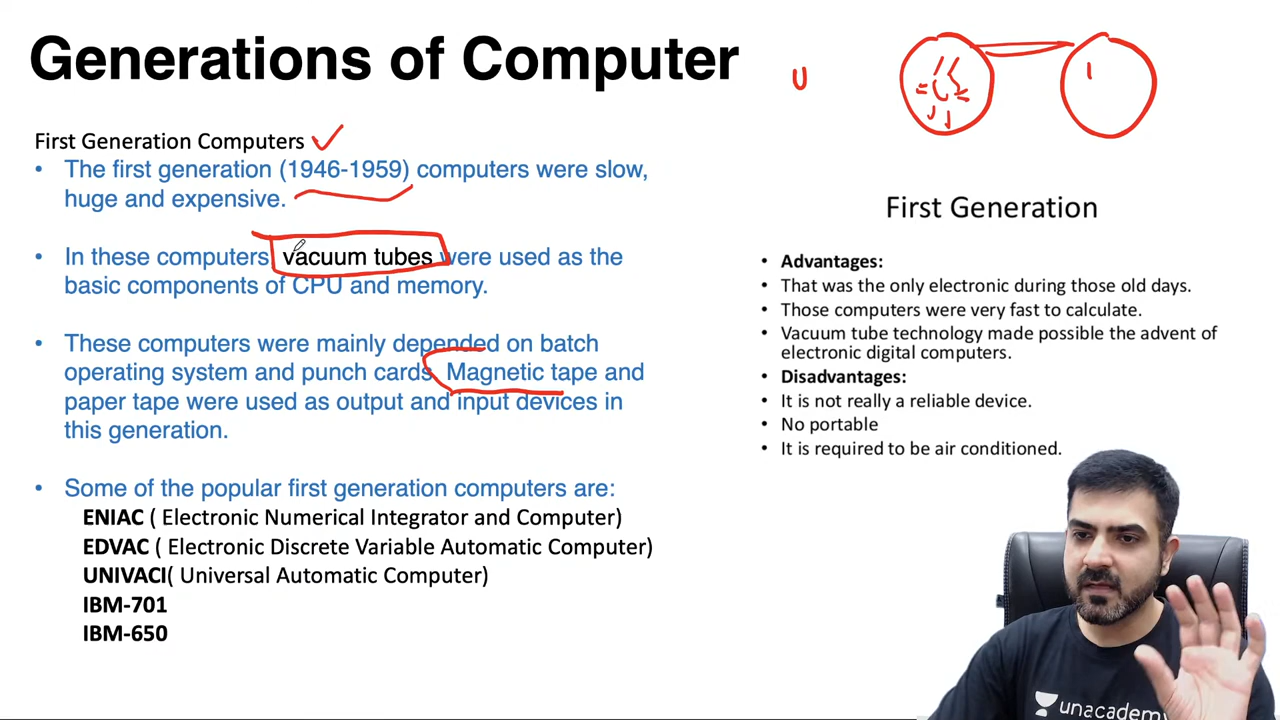 Generations of Computer
U
First Generation Computers
• The first generation (1946-1959) computers were slow,
huge and expensive.
• In these computers vacuum tubes were used as the
basic components of CPU and memory.
• These computers were mainly depended on batch
operating system and punch cards. Magnetic tape and
paper tape were used as output and input devices in
this generation.
• Some of the popular first generation computers are:
ENIAC ( Electronic Numerical Integrator and Computer)
EDVAC ( Electronic Discrete Variable Automatic Computer)
UNIVACI( Universal Automatic Computer)
IBM-701
IBM-650
First Generation
• Advantages:
• That was the only electronic during those old days.
• Those computers were very fast to calculate.
• Vacuum tube technology made possible the advent of
electronic digital computers.
• Disadvantages:
• It is not really a reliable device.
• No portable
• It is required to be air conditioned.
unacademy